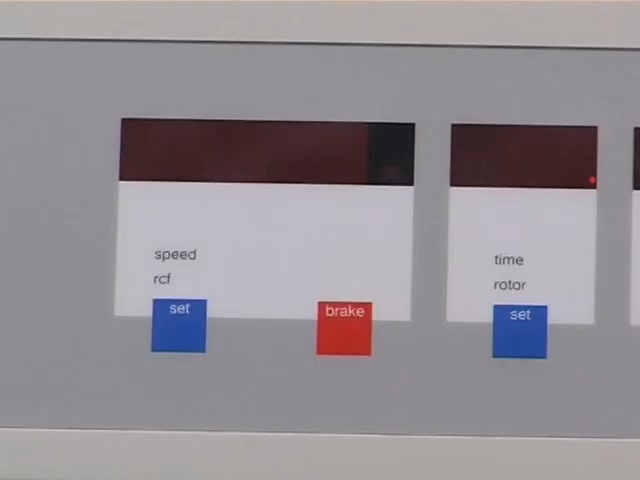 speed
rcf
set
brake
time
rotor
set